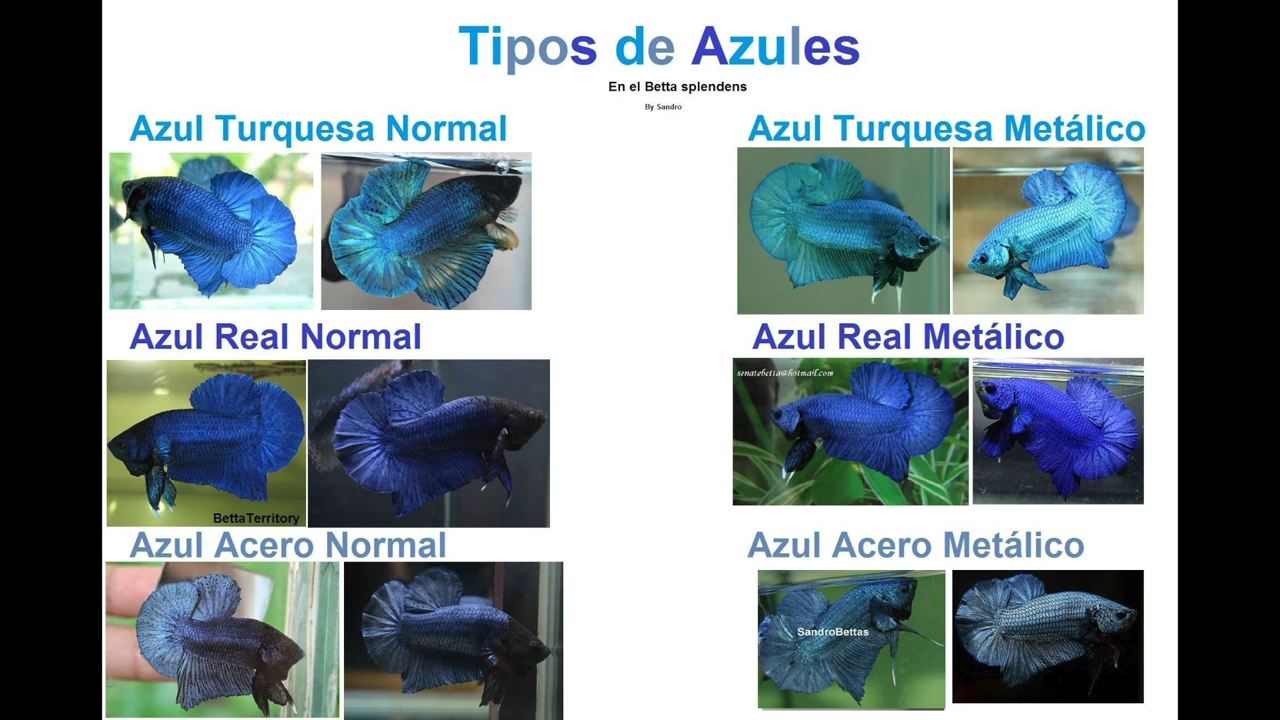 Tipos de Azules
En el Betta splendens
By Sandro
Azul Turquesa Normal
Azul Turquesa Metálico
Azul Real Normal
Azul Real Metálico
senatebetta@hotmail.com
BettaTerritory
Azul Acero Normal
Azul Acero Metálico
SandroBettas